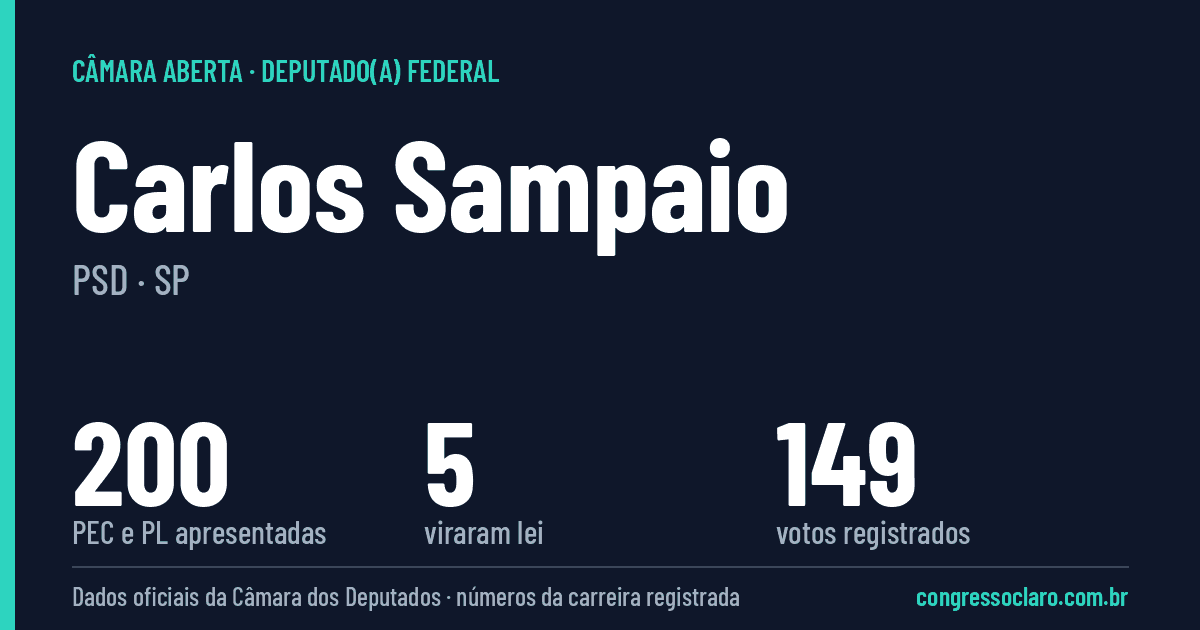 CÂMARA ABERTA · DEPUTADO(A) FEDERAL
Carlos Sampaio
PSD · SP
200 5 149
PEC e PL apresentadas viraram lei votos registrados
Dados oficiais da Câmara dos Deputados · números da carreira registrada congressoclaro.com.br